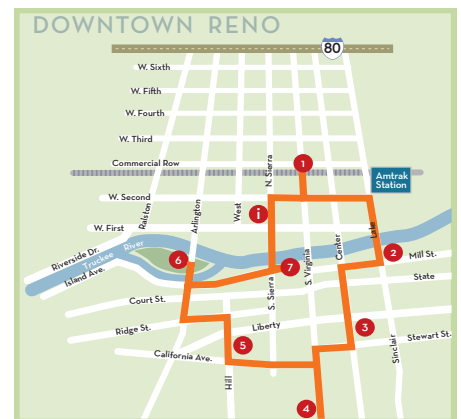 DOWNTOWN RENO
80
W. Sixth
W. Fifth
W. Fourth
W. Third
Commercial Row
1
N. Sierra
Amtrak
Station
W. Second
Ralston
Arlington
West
i
W. First
Lake
Center
S. Virginia
2
Riverside Dr.
Truckee River
6
7
Mill St.
Island Ave.
State
S. Sierra
Court St.
Ridge St.
Liberty
3
Stewart St.
Sinclair
5
California Ave.
Hill
4